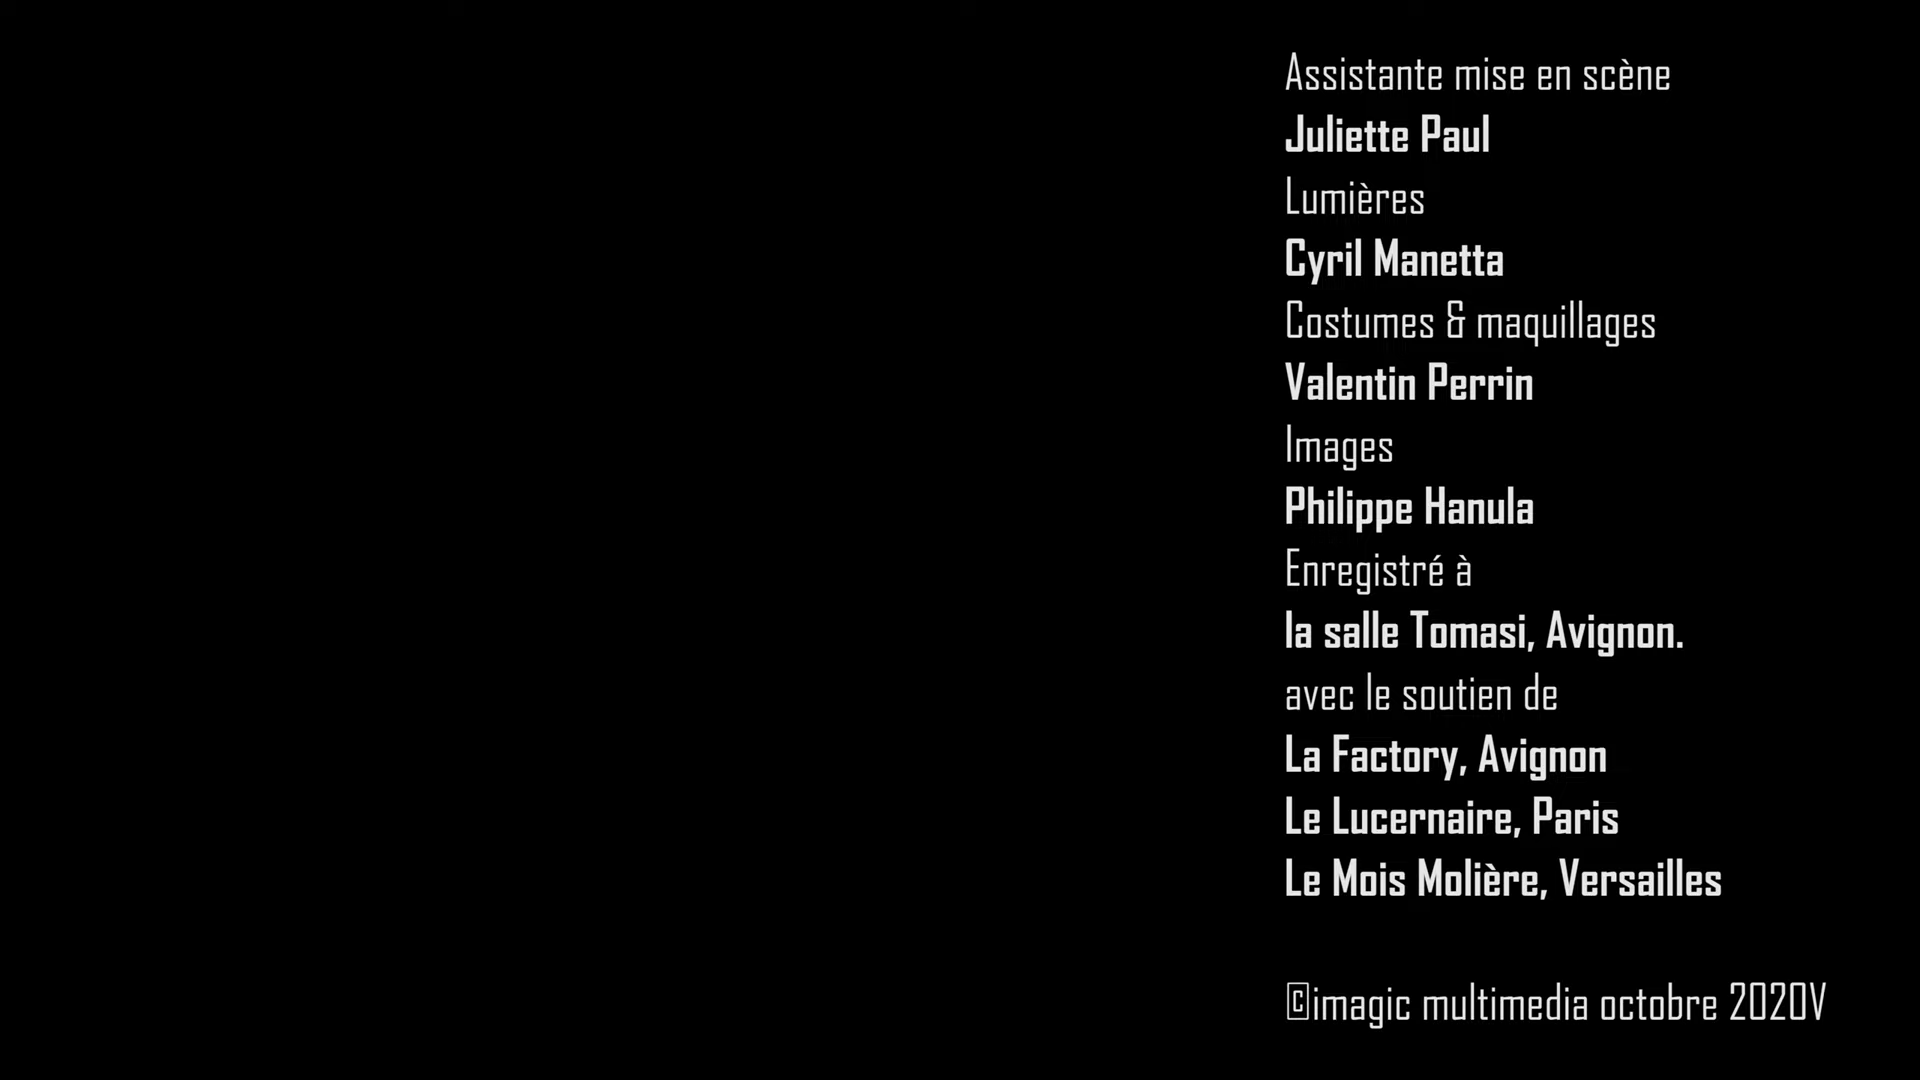 Assistante mise en scène
Juliette Paul
Lumières
Cyril Manetta
Costumes & maquillages
Valentin Perrin
Images
Philippe Hanula
Enregistré à
la salle Tomasi, Avignon.
avec le soutien de
La Factory, Avignon
Le Lucernaire, Paris
Le Mois Molière, Versailles
©imagic multimedia octobre 2020V